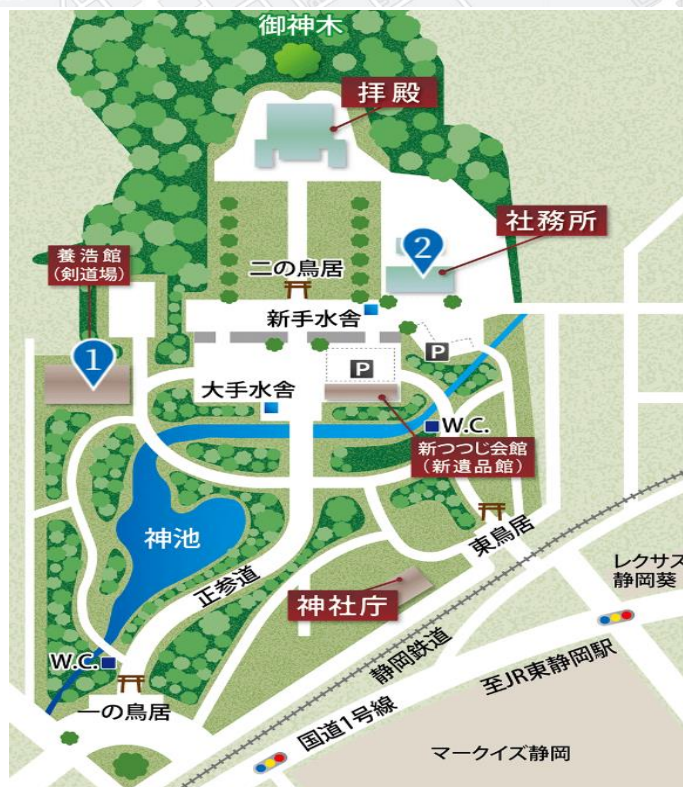 御神木
拝殿
社務所
2
養浩館
(剣道場)
二の鳥居
新手水舎
1
P
P
大手水舎
W.C.
新つつじ会館
(新遺品館)
東鳥居
神池
正参道
レクサス
静岡葵
神社庁
静岡鉄道
W.C.
至JR東静岡駅
一の鳥居
国道1号線
マークイズ静岡